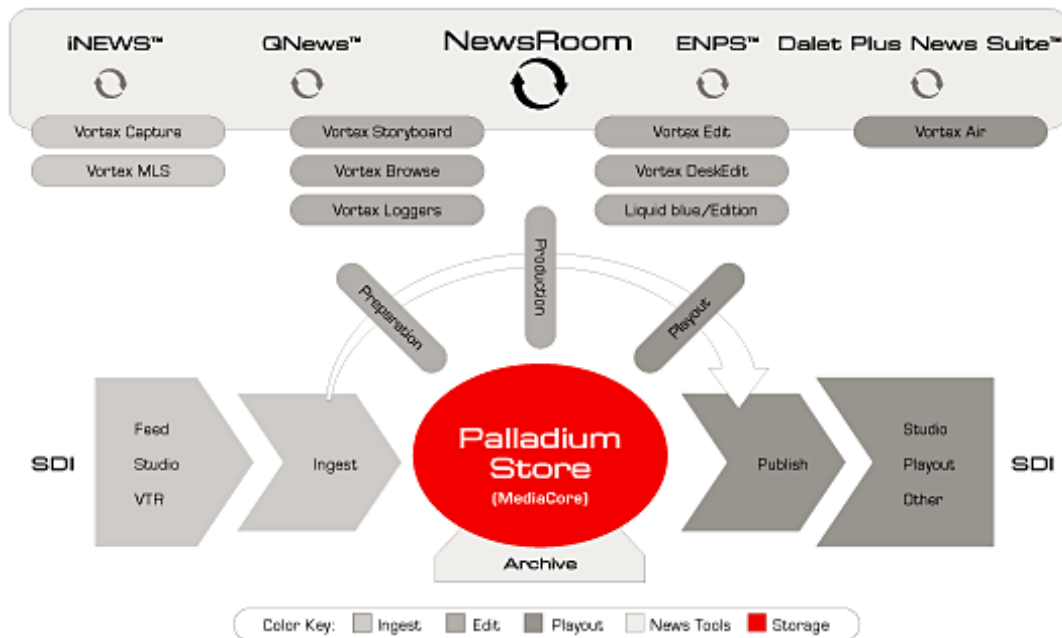 iNEWS™
QNews™
NewsRoom
ENPS™
Dalet Plus News Suite™
Vortex Capture
Vortex Storyboard
Vortex Edit
Vortex Air
Vortex MLS
Vortex Browse
Vortex DeskEdit
Vortex Loggers
Liquid blue/Edition
Preparation
Production
Playout
SDI
Feed
Studio
VTR
Ingest
Palladium
Store
(MediaCore)
Publish
Studio
Playout
Other
SDI
Archive
Color Key: Ingest Edit Playout News Tools Storage